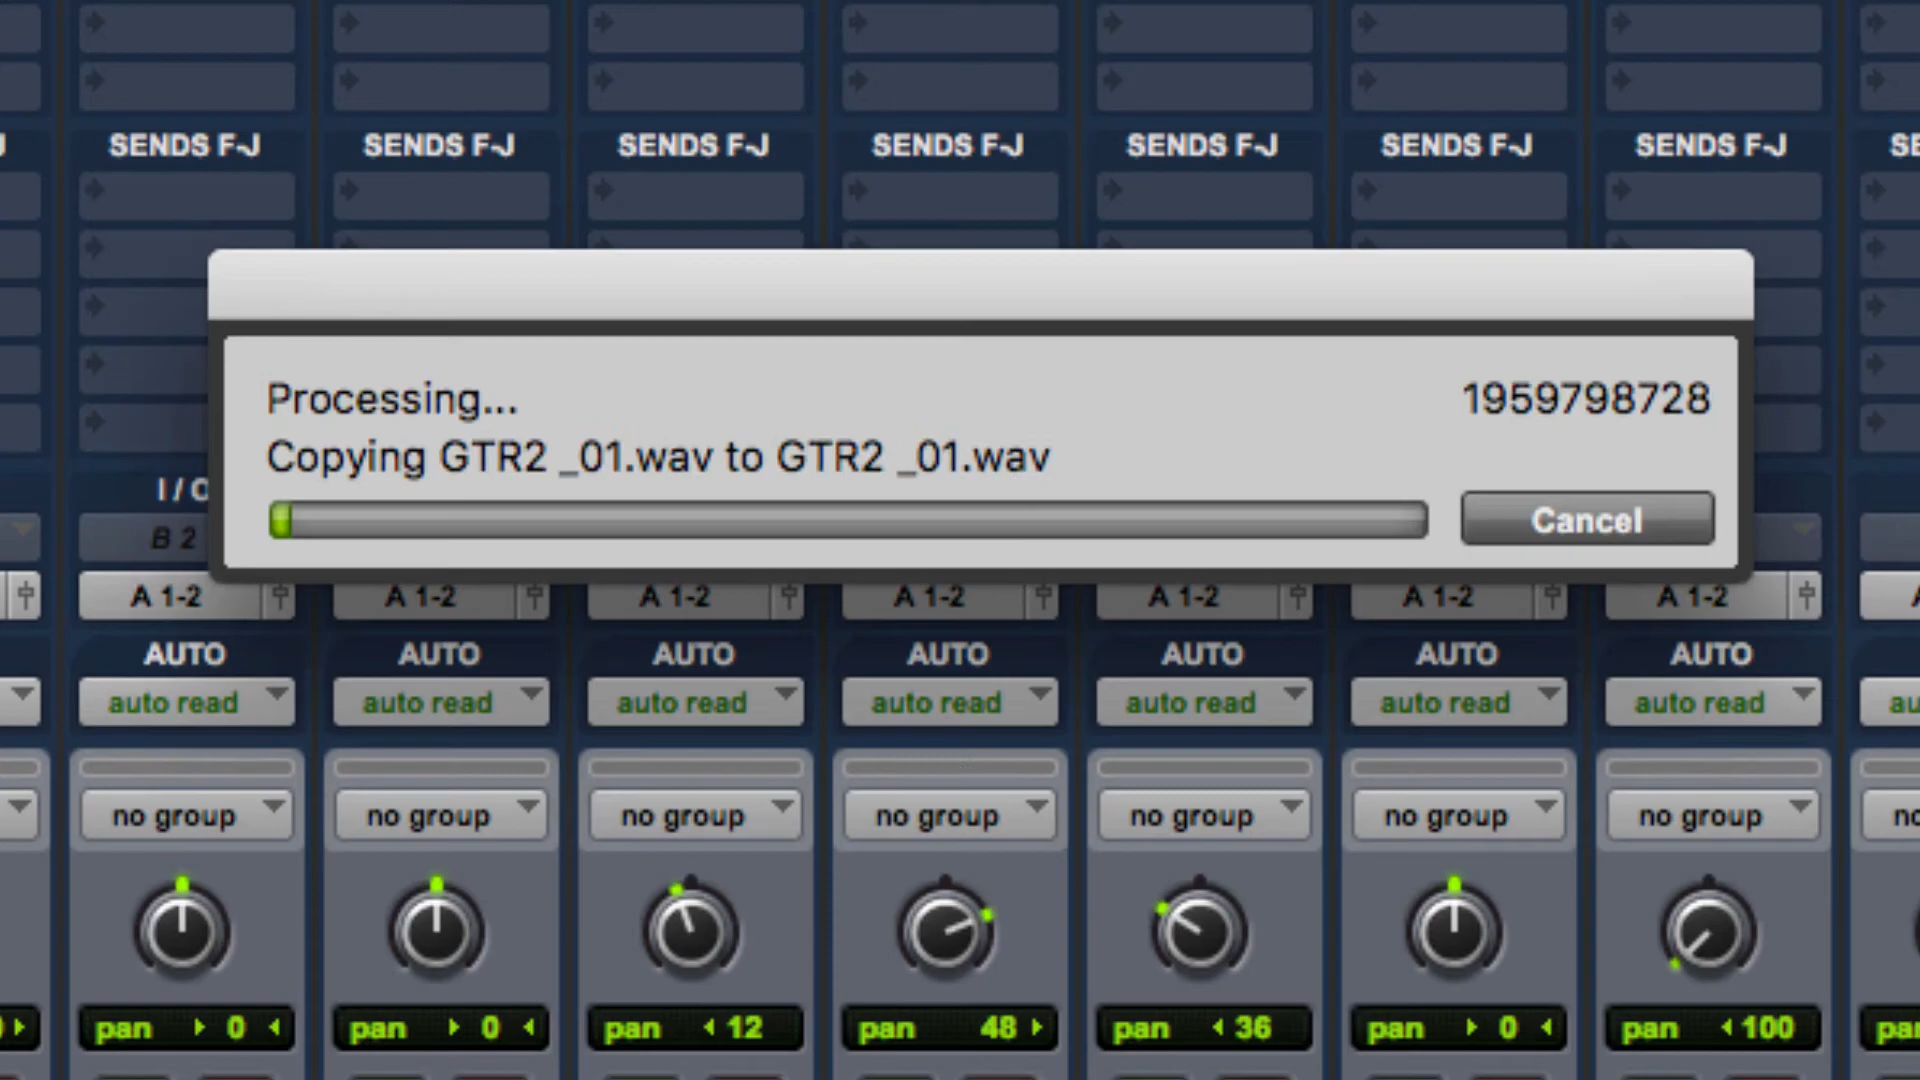 SENDS F-J SENDS F-J SENDS F-J SENDS F-J SENDS F-J SENDS F-J SENDS F-J
Processing... 1959798728
Copying GTR2 _01.wav to GTR2 _01.wav
Cancel
I / O
B 2
A 1-2 A 1-2 A 1-2 A 1-2 A 1-2 A 1-2 A 1-2
AUTO AUTO AUTO AUTO AUTO AUTO AUTO
auto read auto read auto read auto read auto read auto read auto read
no group no group no group no group no group no group no group
pan 0 pan 0 pan 12 pan 48 pan 36 pan 0 pan 100 pan